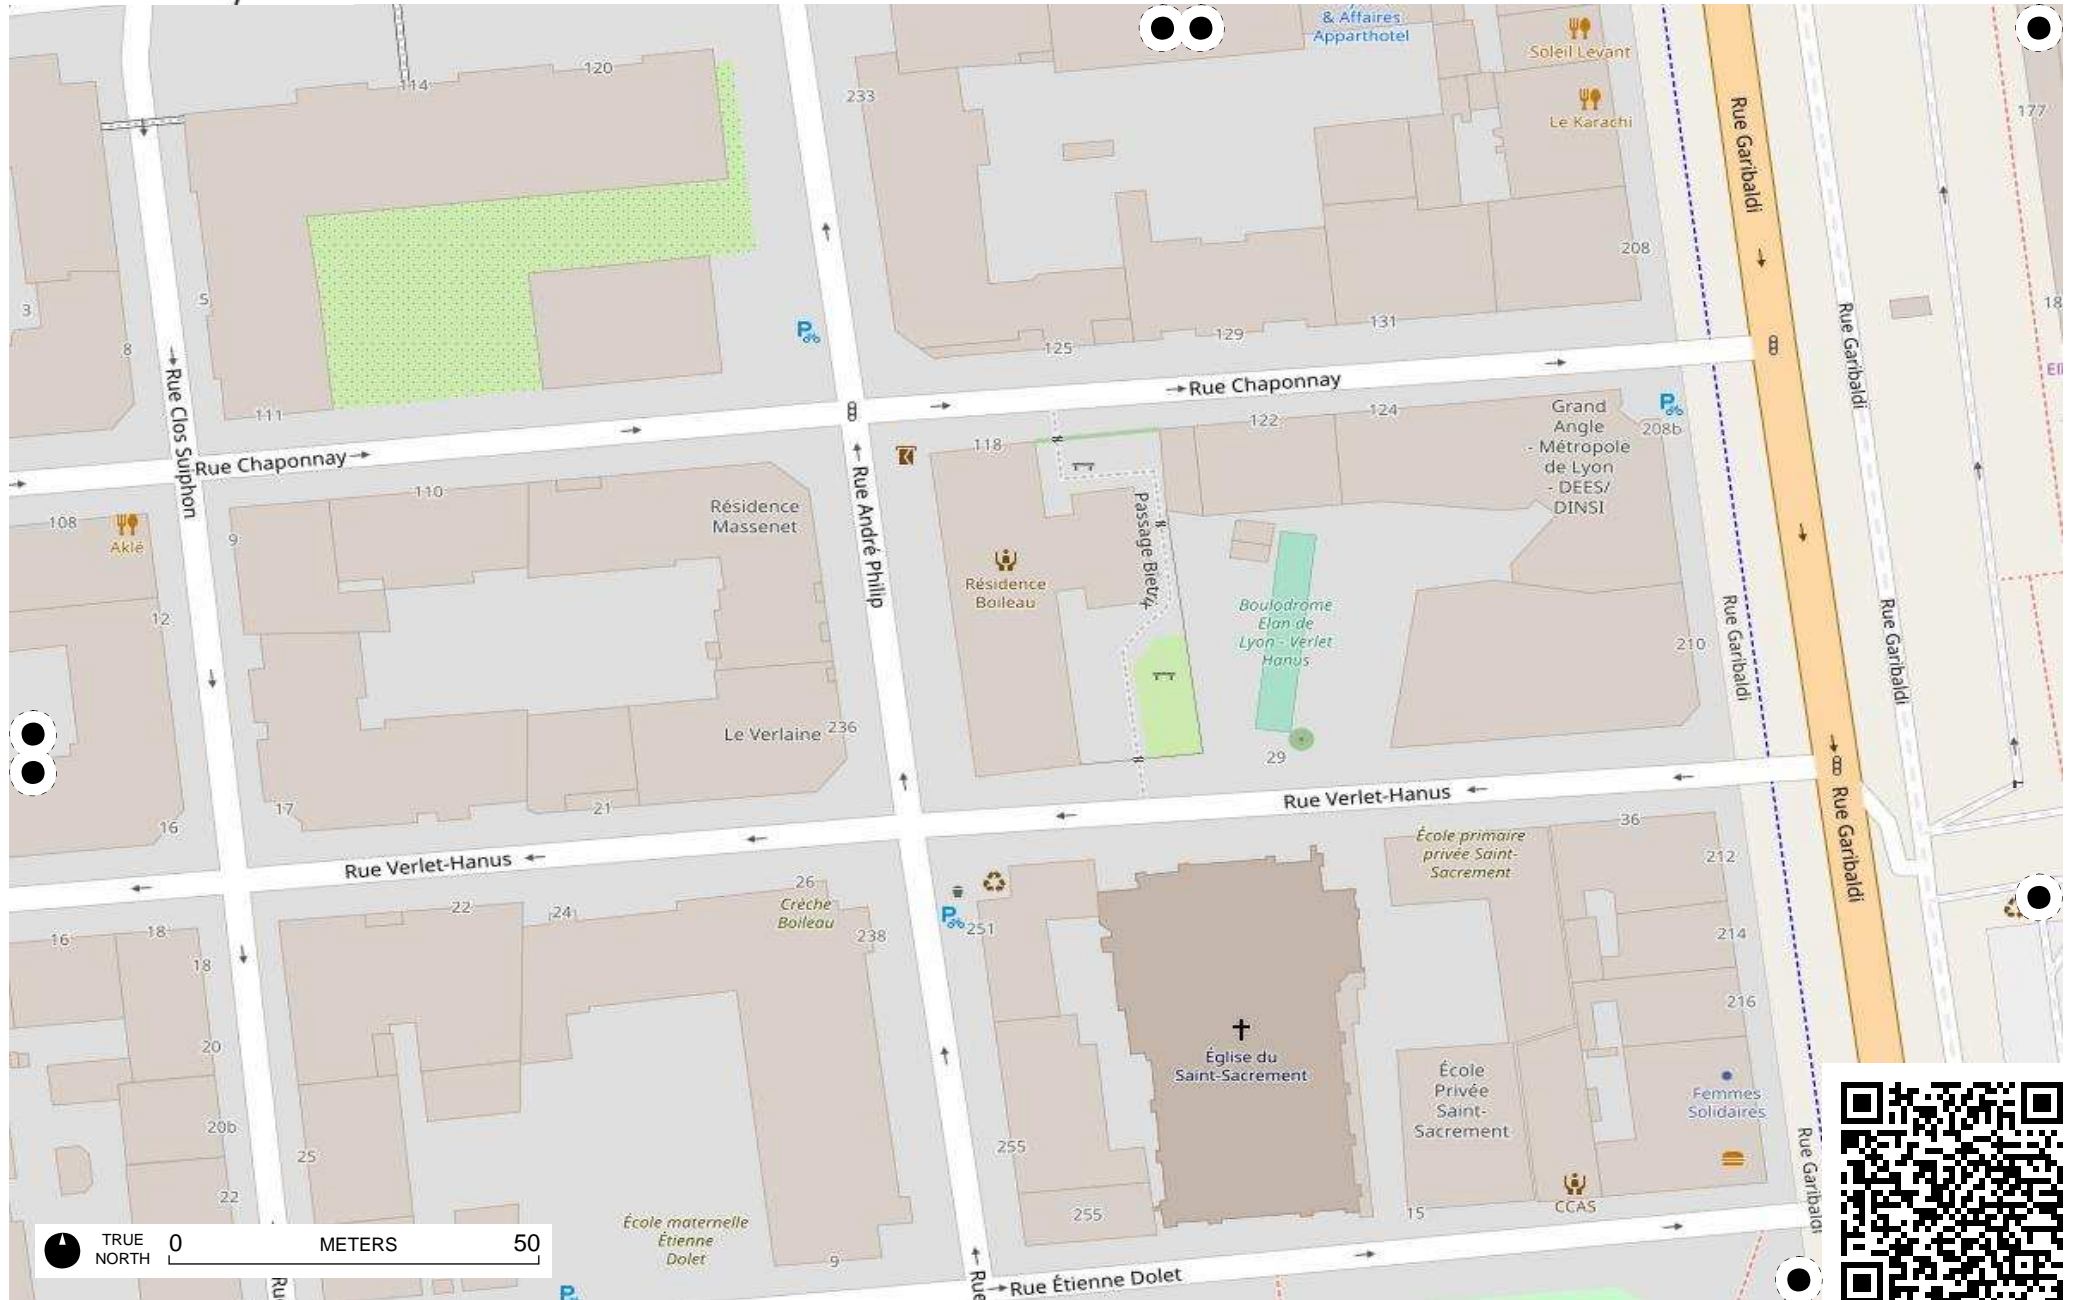 & Affaires
Apparthotel
Soleil Levant
Le Karachi
114
120
233
177
Rue Garibaldi
208
3
5
8
125
129
131
Rue Garibaldi
111
Rue Clos Suiphon
Rue Chaponnay
Rue Chaponnay
118
122
124
Grand
Angle
- Métropole
de Lyon
- DEES/
DINSI
208b
108
Aklé
110
9
Résidence
Massenet
Rue André Philip
Passage Bietrix
Résidence
Boileau
Boulodrome
Elan de
Lyon - Verlet
Hanus
12
210
Rue Garibaldi
Rue Garibaldi
Le Verlaine
236
29
16
17
21
Rue Verlet-Hanus
Rue Verlet-Hanus
Rue Garibaldi
École primaire
privée Saint-
Sacrement
36
212
22
24
26
Crèche
Boileau
238
251
214
16
18
18
216
20
Église du
Saint-Sacrement
École
Privée
Saint-
Sacrement
Femmes
Solidaires
20b
25
255
22
255
15
CCAS
Rue Garibaldi
École maternelle
Étienne
Dolet
9
Rue Étienne Dolet
Rue
TRUE
NORTH
0
METERS
50